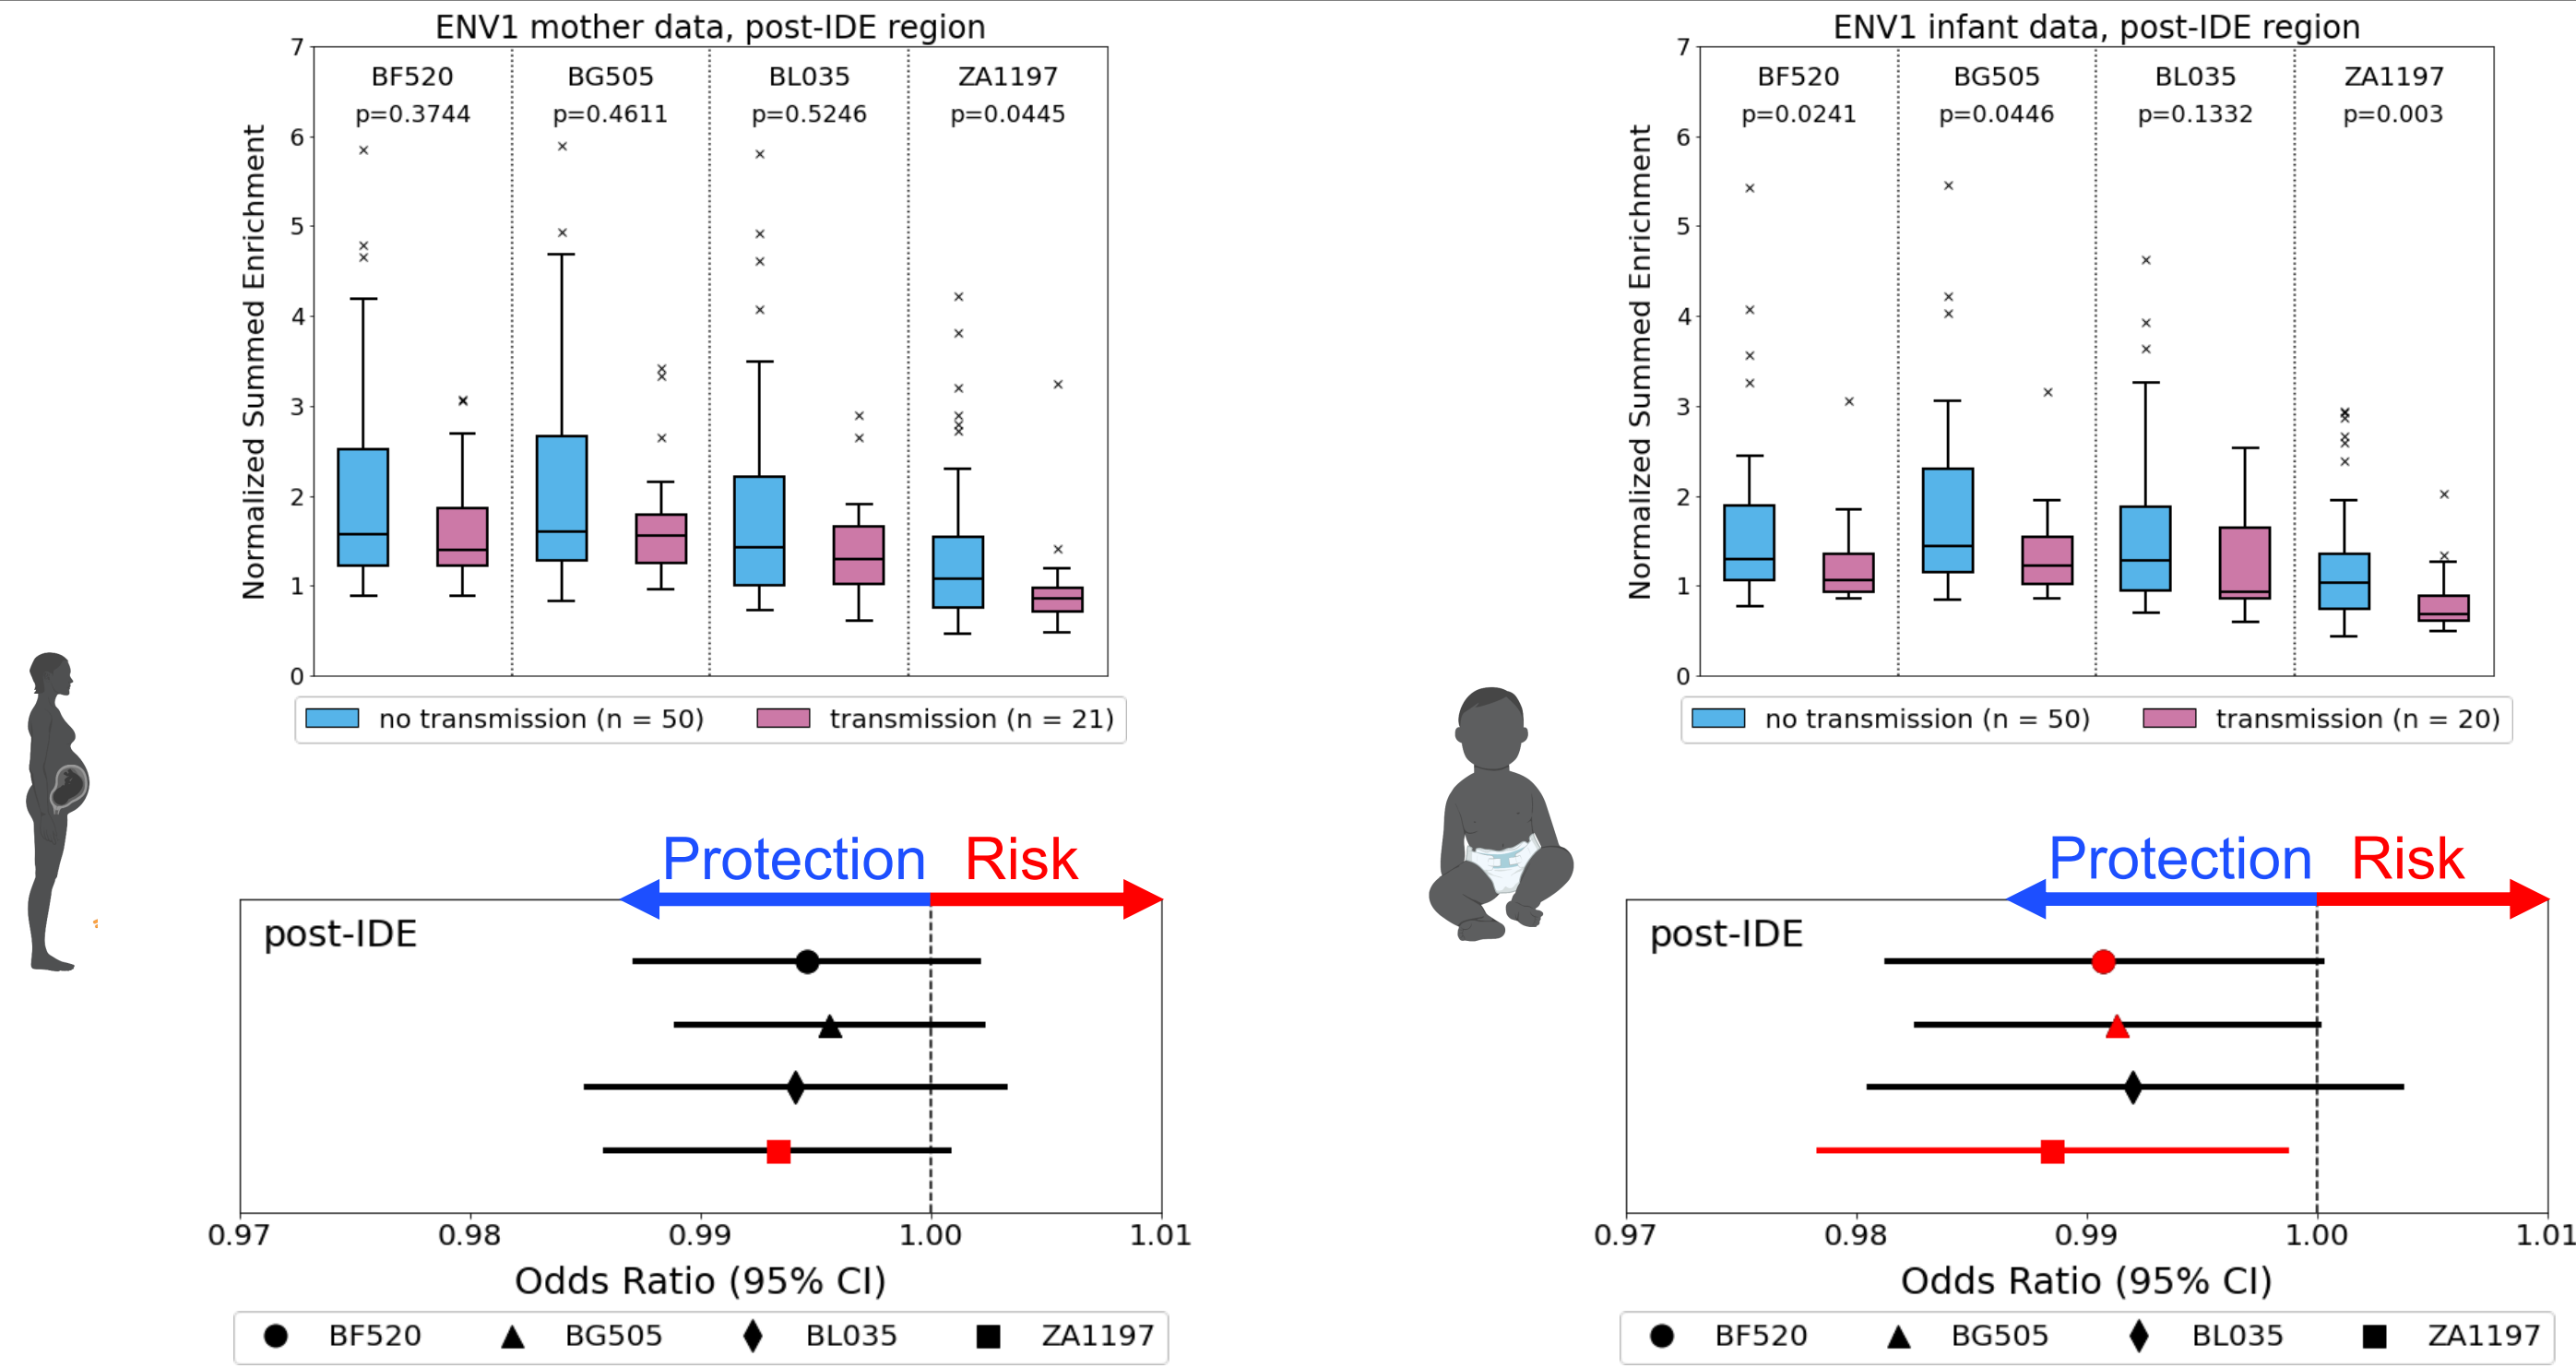 ENV1 mother data, post-IDE region
Normalized Summed Enrichment
7
6
5
4
3
2
1
0
BF520 BG505 BL035 ZA1197
p=0.3744 p=0.4611 p=0.5246 p=0.0445
no transmission (n = 50) transmission (n = 21)
Protection Risk
post-IDE
0.97 0.98 0.99 1.00 1.01
Odds Ratio (95% CI)
BF520 BG505 BL035 ZA1197
ENV1 infant data, post-IDE region
Normalized Summed Enrichment
7
6
5
4
3
2
1
0
BF520 BG505 BL035 ZA1197
p=0.0241 p=0.0446 p=0.1332 p=0.003
no transmission (n = 50) transmission (n = 20)
Protection Risk
post-IDE
0.97 0.98 0.99 1.00 1.01
Odds Ratio (95% CI)
BF520 BG505 BL035 ZA1197